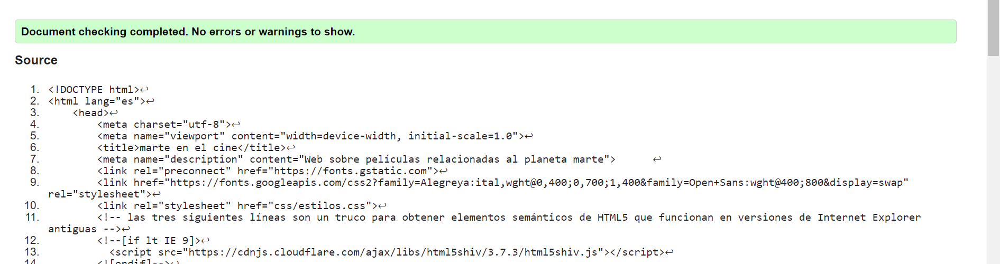 Document checking completed. No errors or warnings to show.
Source
1. <!DOCTYPE html>↩
2. <html lang="es">↩
3. <head>↩
4. <meta charset="utf-8">↩
5. <meta name="viewport" content="width=device-width, initial-scale=1.0">↩
6. <title>marte en el cine</title>↩
7. <meta name="description" content="Web sobre películas relacionadas al planeta marte"> ↩
8. <link rel="preconnect" href="https://fonts.gstatic.com">↩
9. <link href="https://fonts.googleapis.com/css2?family=Alegreya:ital,wght@0,400;0,700;1,400&family=Open+Sans:wght@400;800&display=swap"
rel="stylesheet">↩
10. <link rel="stylesheet" href="css/estilos.css">↩
11. <!-- las tres siguientes líneas son un truco para obtener elementos semánticos de HTML5 que funcionan en versiones de Internet Explorer
antiguas -->↩
12. <!--[if lt IE 9]>↩
13. <script src="https://cdnjs.cloudflare.com/ajax/libs/html5shiv/3.7.3/html5shiv.js"></script>↩
14. <![endif]-->↩